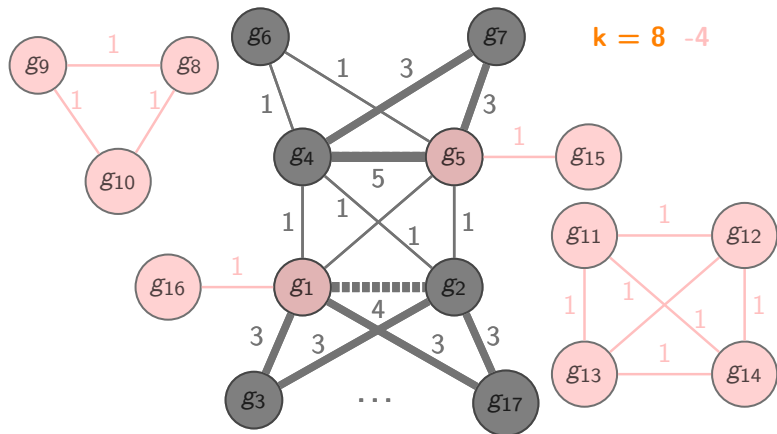 g6 g7 k = 8 -4
1 3
g9 g8 1
1 1 1 3
g10 g4 g5 1 g15
5
1 1 1
g11 1 g12
g16 1 g1 g2
4 1 1 1 1
3 3 3 3
g13 1 g14
g3 ... g17